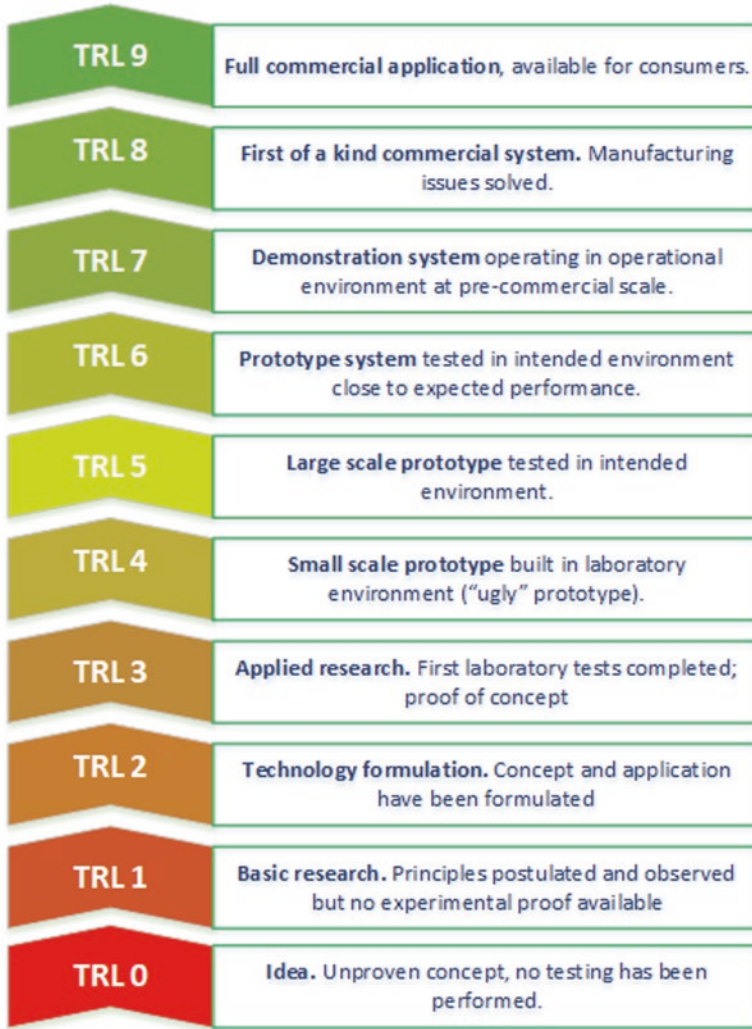 TRL 9
Full commercial application, available for consumers.
TRL 8
First of a kind commercial system. Manufacturing
issues solved.
TRL 7
Demonstration system operating in operational
environment at pre-commercial scale.
TRL 6
Prototype system tested in intended environment
close to expected performance.
TRL 5
Large scale prototype tested in intended
environment.
TRL 4
Small scale prototype built in laboratory
environment (“ugly” prototype).
TRL 3
Applied research. First laboratory tests completed;
proof of concept
TRL 2
Technology formulation. Concept and application
have been formulated
TRL 1
Basic research. Principles postulated and observed
but no experimental proof available
TRL 0
Idea. Unproven concept, no testing has been
performed.